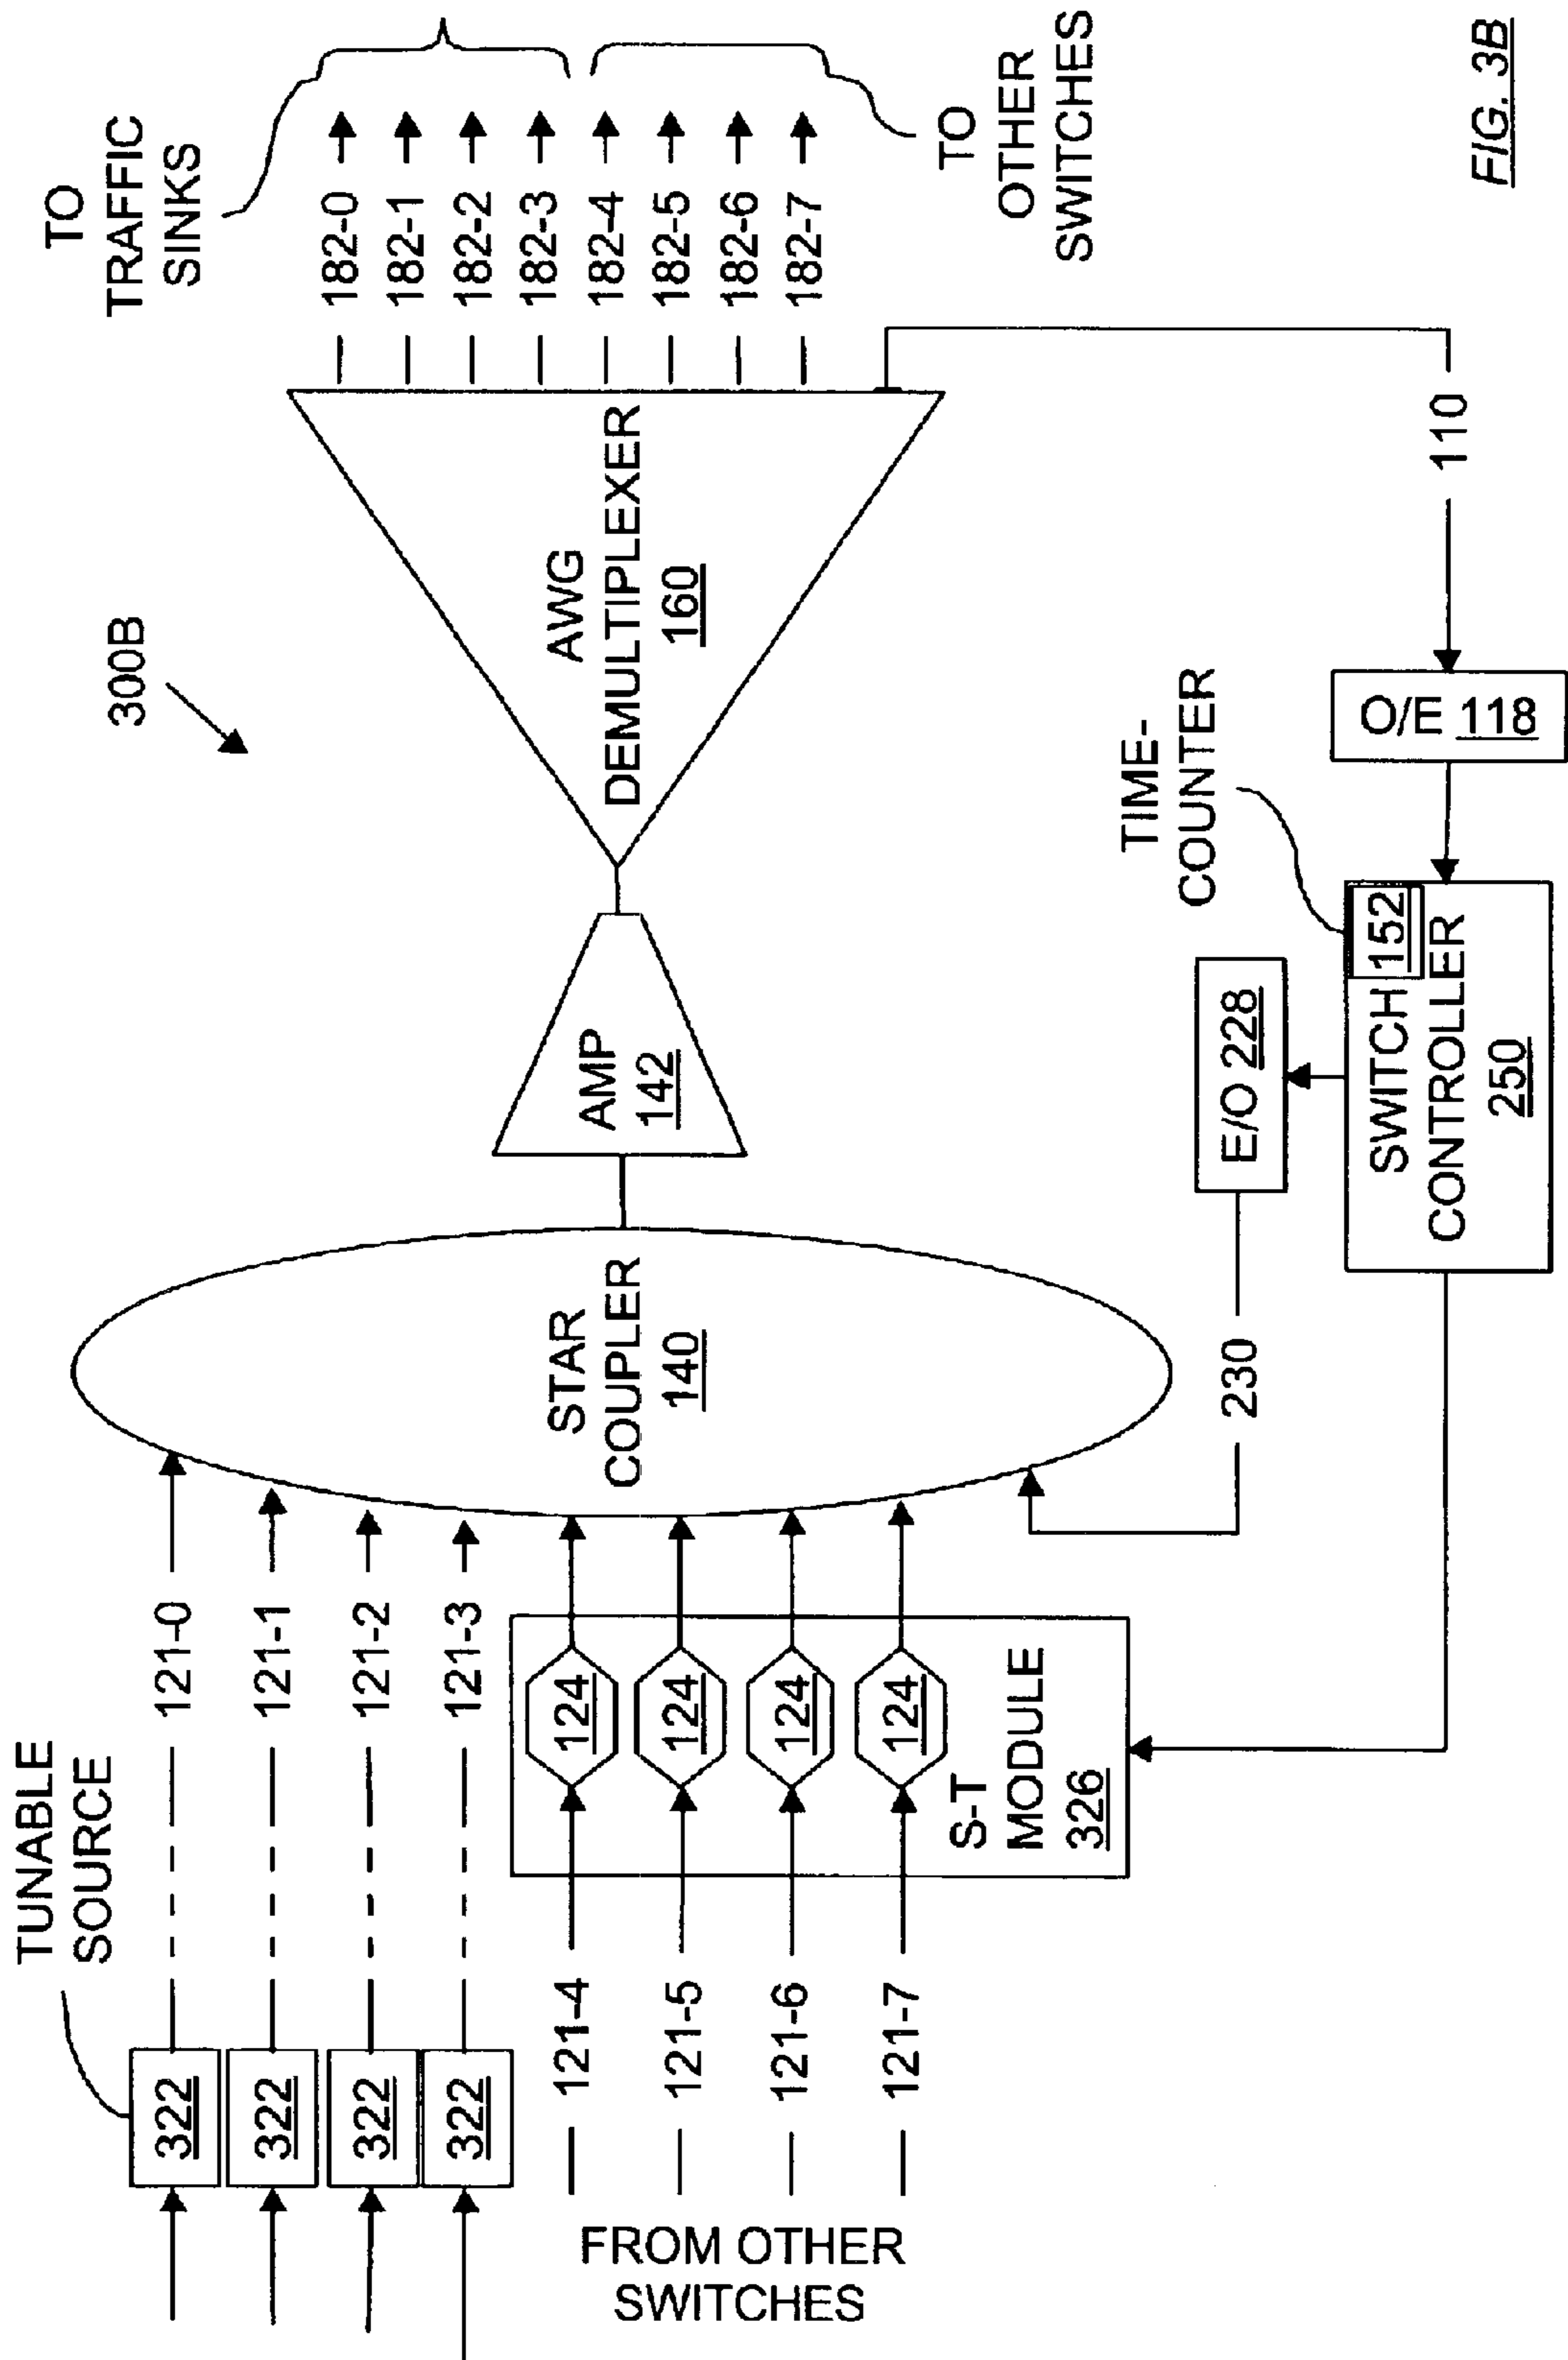 TUNABLE
SOURCE
322
322
322
322
121-0
121-1
121-2
121-3
121-4
121-5
121-6
121-7
FROM OTHER
SWITCHES
124
124
124
124
S-T
MODULE
326
STAR
COUPLER
140
230
AMP
142
E/O 228
TIME-
COUNTER
152
SWITCH
CONTROLLER
250
O/E 118
110
300B
AWG
DEMULTIPLEXER
160
182-0
182-1
182-2
182-3
182-4
182-5
182-6
182-7
TO
TRAFFIC
SINKS
TO
OTHER
SWITCHES
FIG. 3B